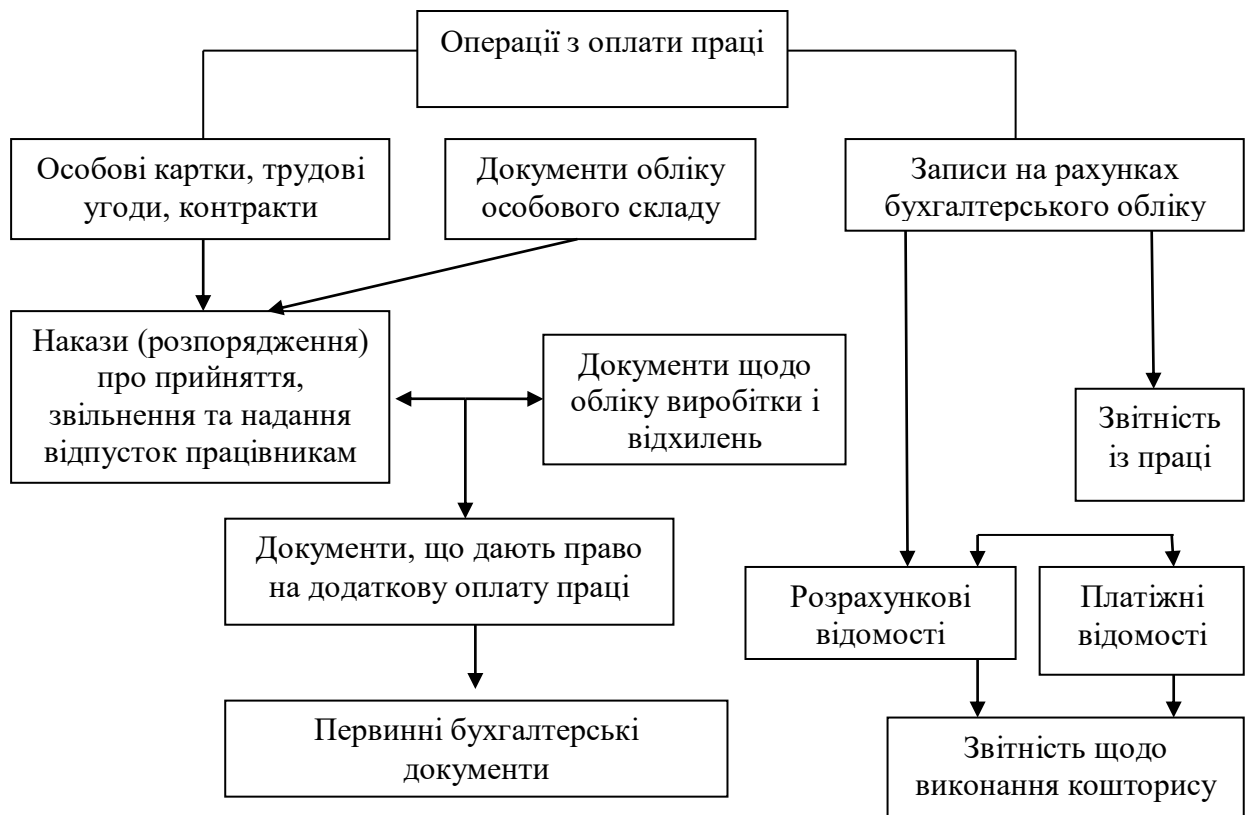 Операції з оплати праці
Особові картки, трудові
угоди, контракти
Документи обліку
особового складу
Записи на рахунках
бухгалтерського обліку
Накази (розпорядження)
про прийняття,
звільнення та надання
відпусток працівникам
Документи щодо
обліку виробітки і
відхилень
Звітність
із праці
Документи, що дають право
на додаткову оплату праці
Розрахункові
відомості
Платіжні
відомості
Первинні бухгалтерські
документи
Звітність щодо
виконання кошторису